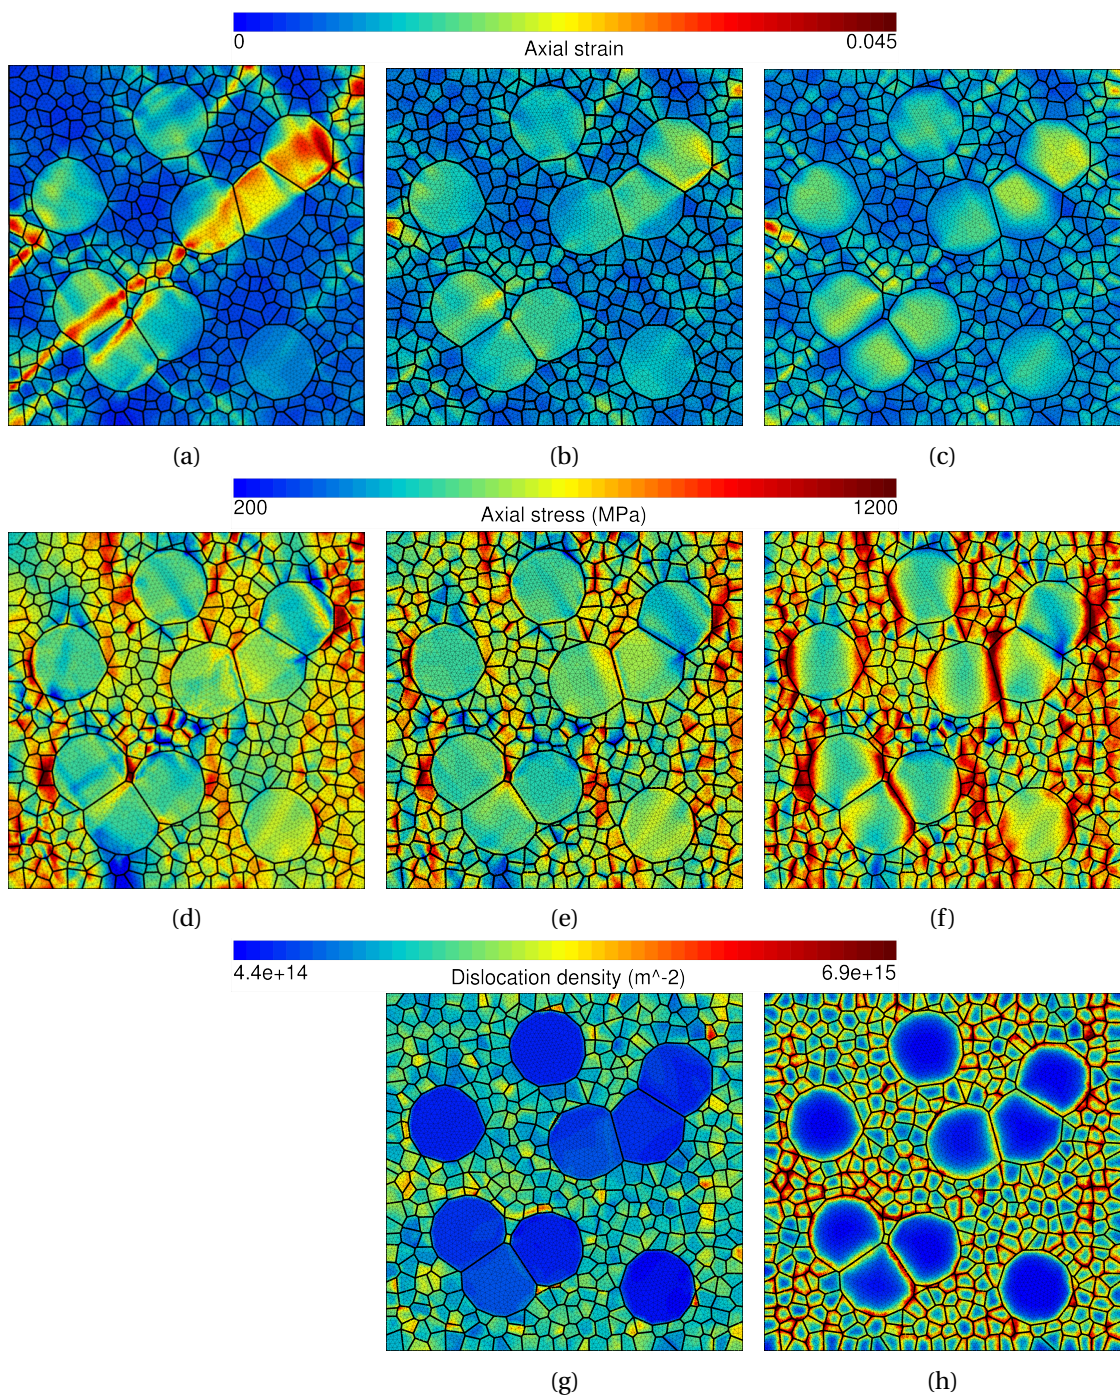 0 0.045
Axial strain
(a) (b) (c)
200 1200
Axial stress (MPa)
(d) (e) (f)
4.4e+14 6.9e+15
Dislocation density (m^-2)
(g) (h)